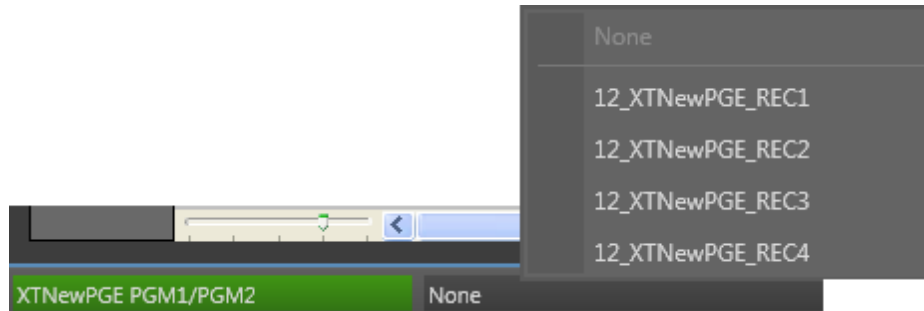 None
12_XTNewPGE_REC1
12_XTNewPGE_REC2
12_XTNewPGE_REC3
12_XTNewPGE_REC4
XTNewPGE PGM1/PGM2
None